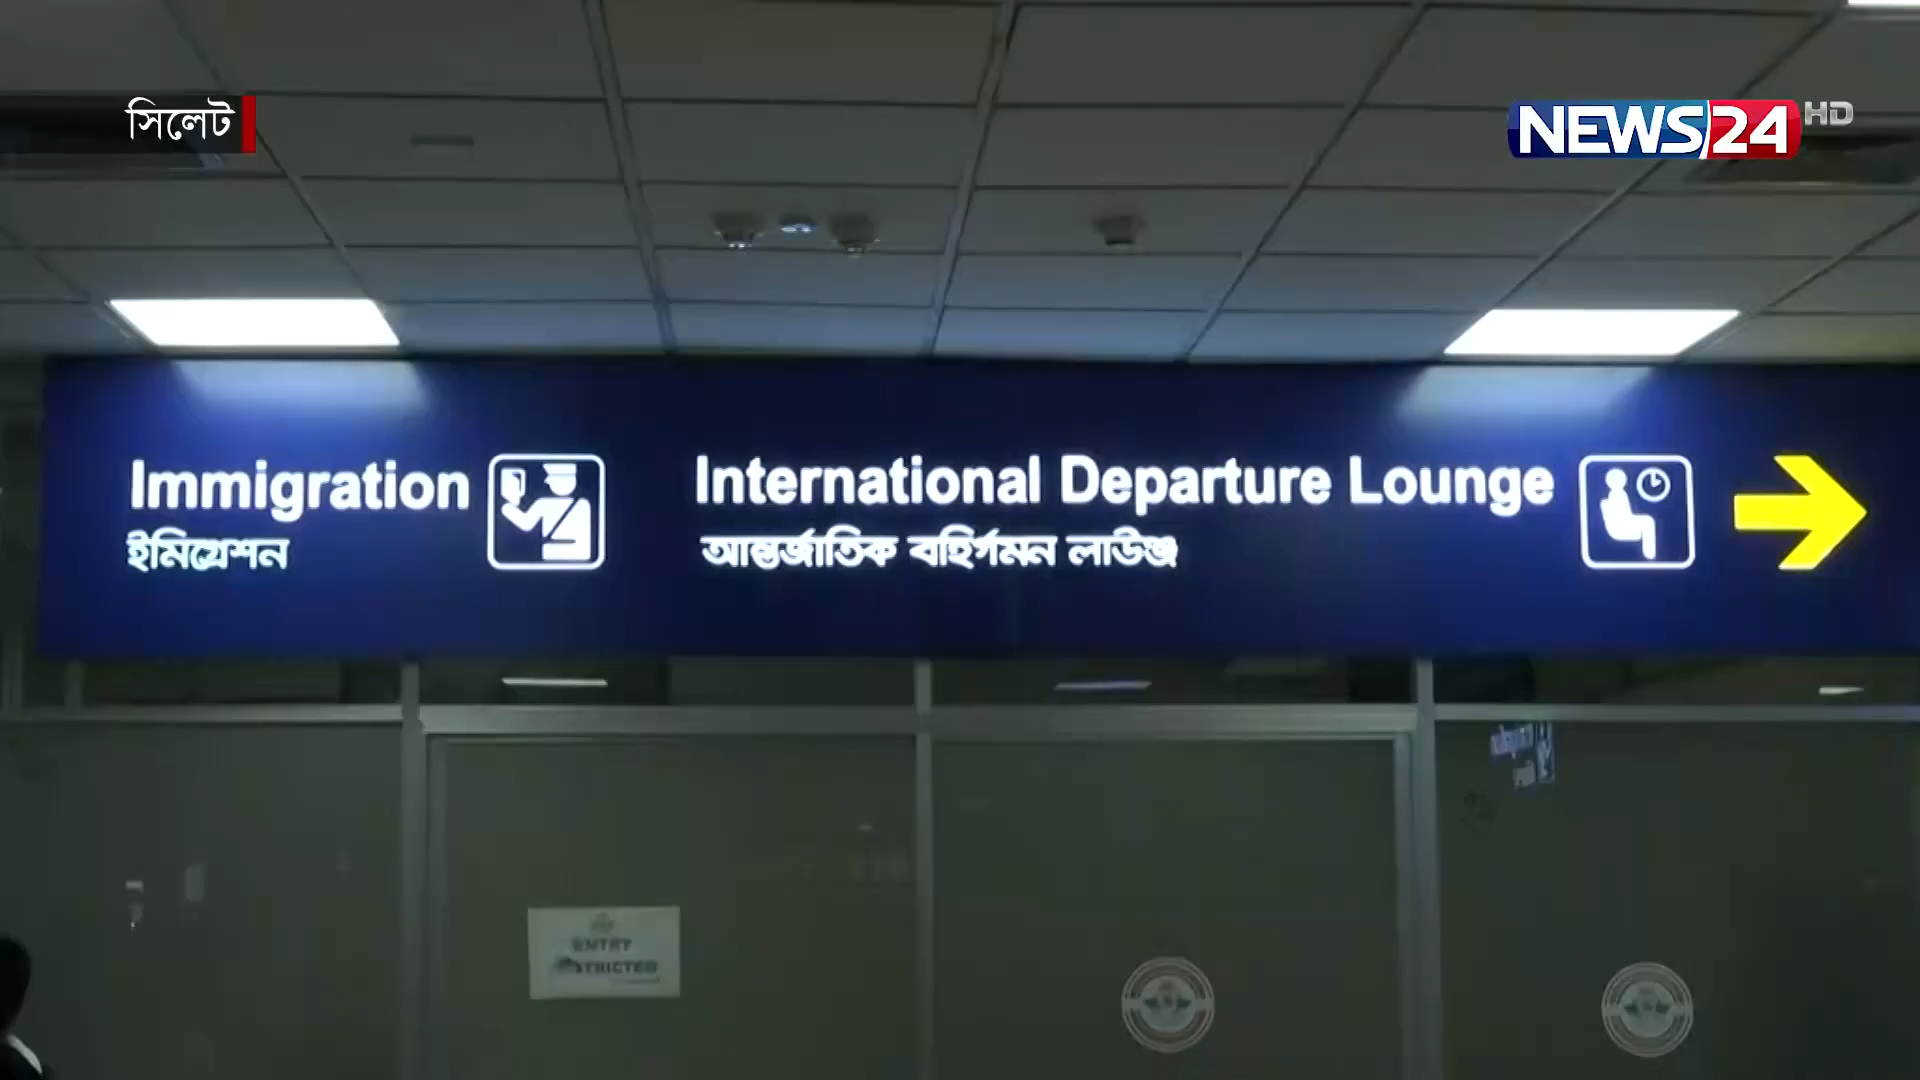 সিলেট
NEWS24 HD
Immigration
ইমিগ্রেশন
International Departure Lounge
আন্তর্জাতিক বহির্গমন লাউঞ্জ
ENTRY